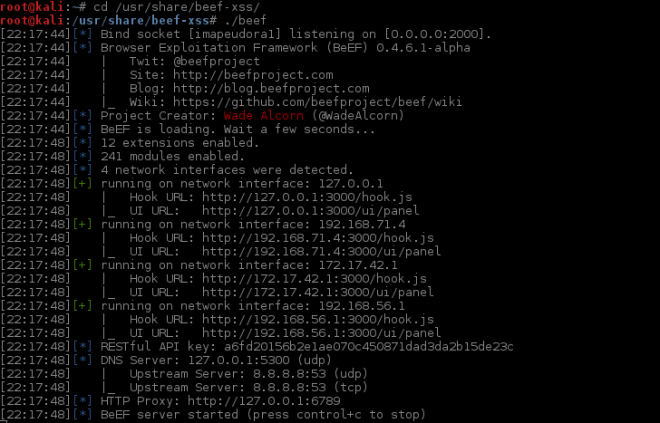 root@kali:~# cd /usr/share/beef-xss/
root@kali:/usr/share/beef-xss# ./beef
[22:17:44][*] Bind socket [imapeudora1] listening on [0.0.0.0:2000].
[22:17:44][*] Browser Exploitation Framework (BeEF) 0.4.6.1-alpha
[22:17:44]    |   Twit: @beefproject
[22:17:44]    |   Site: http://beefproject.com
[22:17:44]    |   Blog: http://blog.beefproject.com
[22:17:44]    |_  Wiki: https://github.com/beefproject/beef/wiki
[22:17:44][*] Project Creator: Wade Alcorn (@WadeAlcorn)
[22:17:44][*] BeEF is loading. Wait a few seconds...
[22:17:48][*] 12 extensions enabled.
[22:17:48][*] 241 modules enabled.
[22:17:48][*] 4 network interfaces were detected.
[22:17:48][+] running on network interface: 127.0.0.1
[22:17:48]    |   Hook URL: http://127.0.0.1:3000/hook.js
[22:17:48]    |_  UI URL:   http://127.0.0.1:3000/ui/panel
[22:17:48][+] running on network interface: 192.168.71.4
[22:17:48]    |   Hook URL: http://192.168.71.4:3000/hook.js
[22:17:48]    |_  UI URL:   http://192.168.71.4:3000/ui/panel
[22:17:48][+] running on network interface: 172.17.42.1
[22:17:48]    |   Hook URL: http://172.17.42.1:3000/hook.js
[22:17:48]    |_  UI URL:   http://172.17.42.1:3000/ui/panel
[22:17:48][+] running on network interface: 192.168.56.1
[22:17:48]    |   Hook URL: http://192.168.56.1:3000/hook.js
[22:17:48]    |_  UI URL:   http://192.168.56.1:3000/ui/panel
[22:17:48][*] RESTful API key: a6fd20156b2e1ae070c450871dad3da2b15de23c
[22:17:48][*] DNS Server: 127.0.0.1:5300 (udp)
[22:17:48]    |   Upstream Server: 8.8.8.8:53 (udp)
[22:17:48]    |_  Upstream Server: 8.8.8.8:53 (tcp)
[22:17:48][*] HTTP Proxy: http://127.0.0.1:6789
[22:17:48][*] BeEF server started (press control+c to stop)